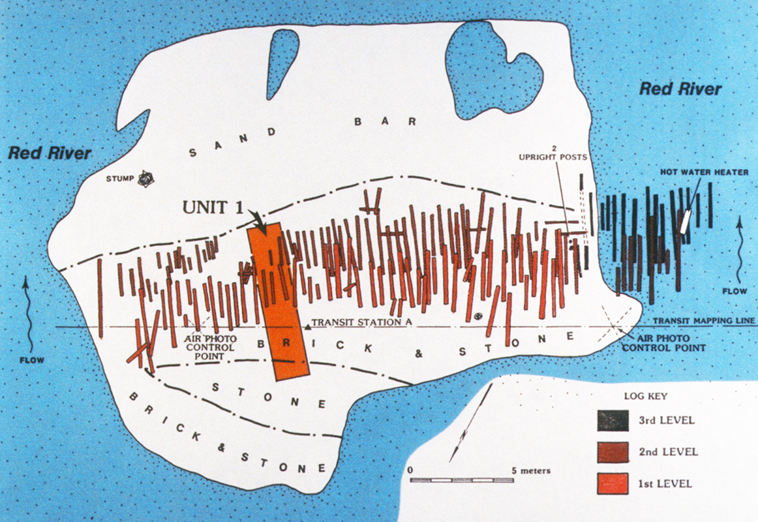 Red River
SAND BAR
Red River
2
UPRIGHT POSTS
HOT WATER HEATER
STUMP
UNIT 1
FLOW
TRANSIT STATION A
TRANSIT MAPPING LINE
AIR PHOTO
CONTROL
POINT
BRICK & STONE
AIR PHOTO
CONTROL POINT
FLOW
STONE
BRICK & STONE
LOG KEY
3rd LEVEL
2nd LEVEL
1st LEVEL
0 5 meters